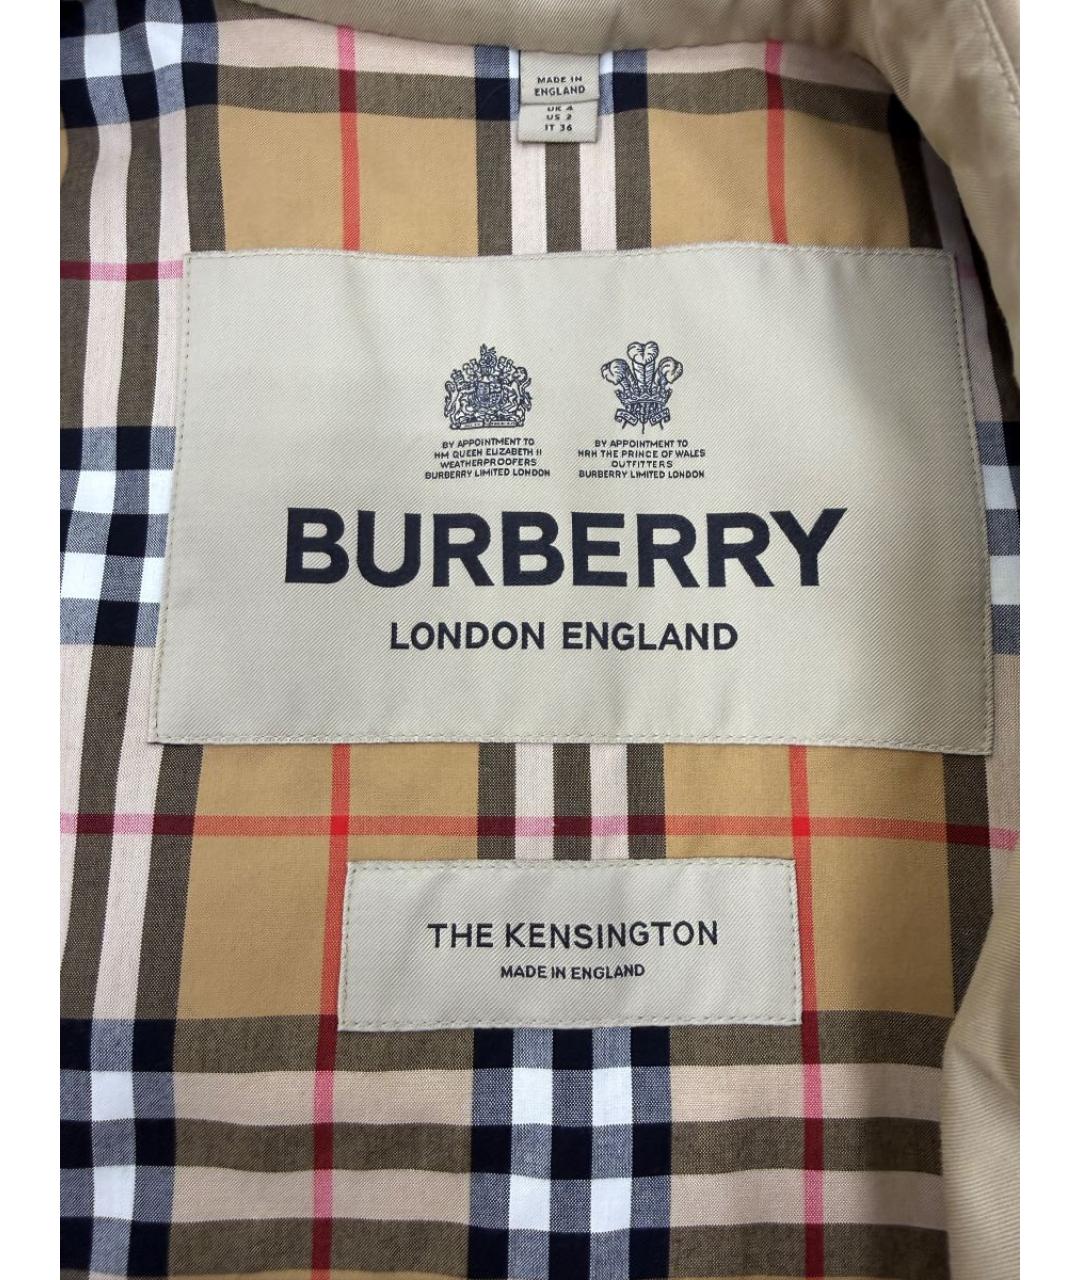 MADE IN
ENGLAND
UK 4
US 2
IT 36
BY APPOINTMENT TO
HM QUEEN ELIZABETH II
WEATHERPROOFERS
BURBERRY LIMITED LONDON
BY APPOINTMENT TO
HRH THE PRINCE OF WALES
OUTFITTERS
BURBERRY LIMITED LONDON
BURBERRY
LONDON ENGLAND
THE KENSINGTON
MADE IN ENGLAND